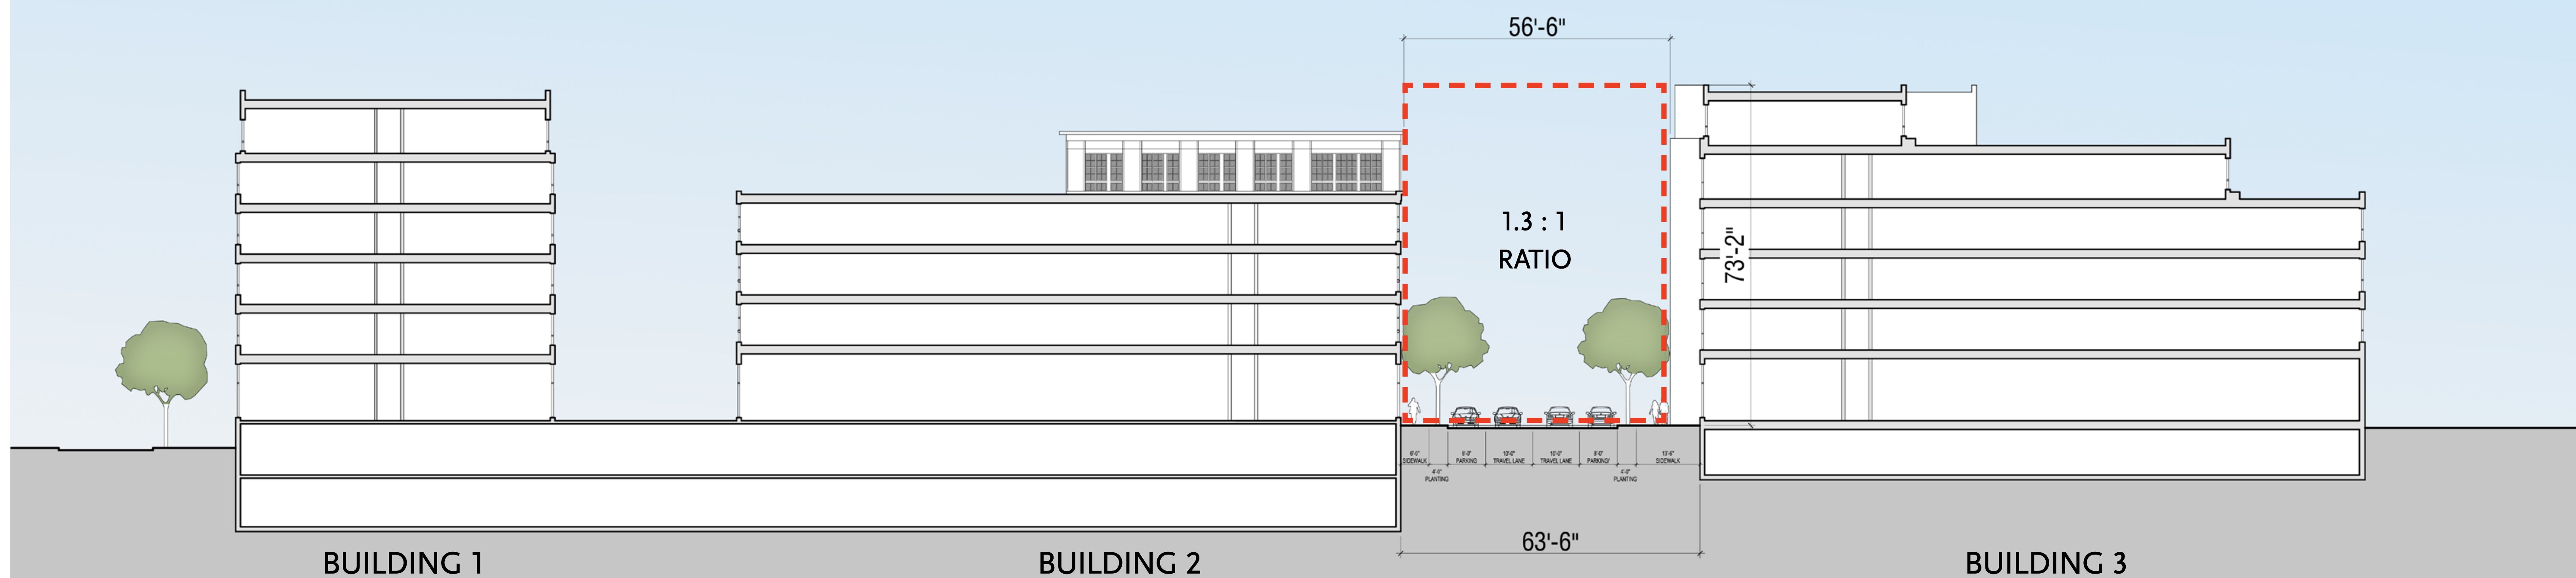 56'-6"
1.3 : 1
RATIO
73'-2"
6'-0"
SIDEWALK
4'-0"
PLANTING
8'-0"
PARKING
10'-0"
TRAVEL LANE
10'-0"
TRAVEL LANE
8'-0"
PARKING/
4'-0"
PLANTING
13'-6"
SIDEWALK
63'-6"
BUILDING 1
BUILDING 2
BUILDING 3